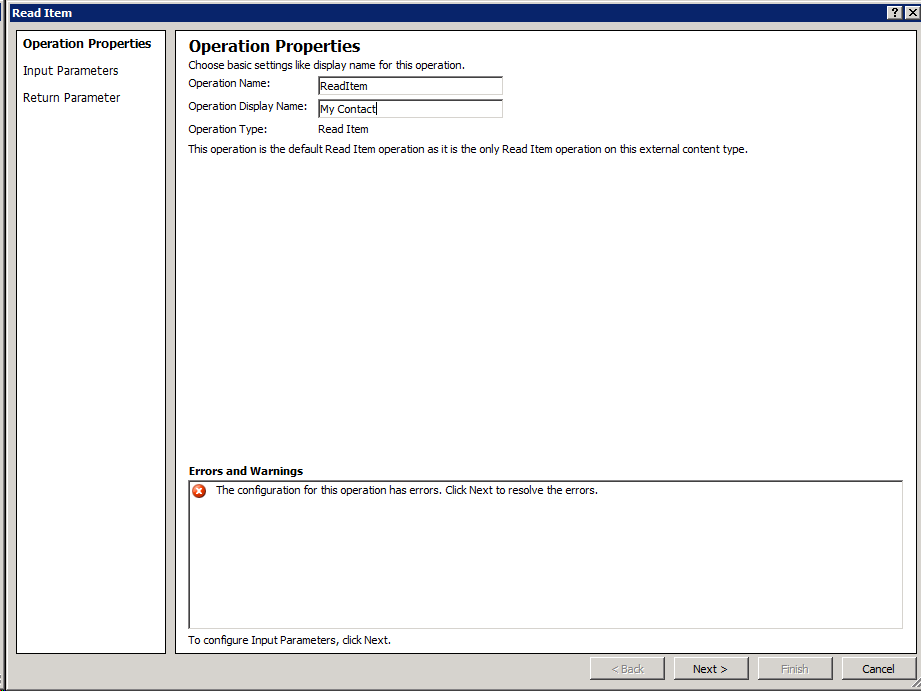 Read Item
Operation Properties
Input Parameters
Return Parameter
Operation Properties
Choose basic settings like display name for this operation.
Operation Name: ReadItem
Operation Display Name: My Contact
Operation Type: Read Item
This operation is the default Read Item operation as it is the only Read Item operation on this external content type.
Errors and Warnings
The configuration for this operation has errors. Click Next to resolve the errors.
To configure Input Parameters, click Next.
< Back Next > Finish Cancel